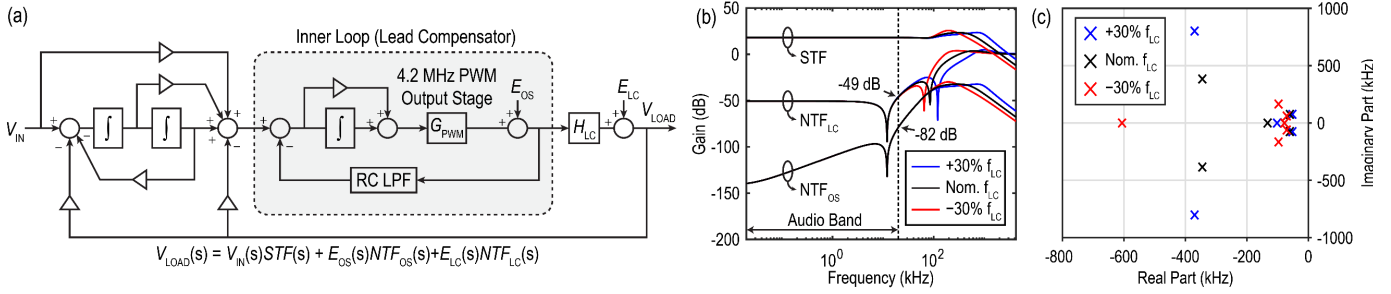 (a)
Inner Loop (Lead Compensator)
4.2 MHz PWM
Output Stage
E_OS
E_LC
V_LOAD
V_IN
∫
∫
∫
G_PWM
H_LC
RC LPF
+
+
+
+
+
+
+
+
+
+
+
+
−
−
−
−
V_LOAD(s) = V_IN(s)STF(s) + E_OS(s)NTF_OS(s)+E_LC(s)NTF_LC(s)
(b)
Gain (dB)
50
0
-50
-100
-150
-200
STF
-49 dB
NTF_LC
-82 dB
NTF_OS
+30% f_LC
Nom. f_LC
−30% f_LC
Audio Band
10^0
10^2
Frequency (kHz)
(c)
+30% f_LC
Nom. f_LC
−30% f_LC
1000
500
0
-500
-1000
Imaginary Part (kHz)
-800
-600
-400
-200
0
Real Part (kHz)